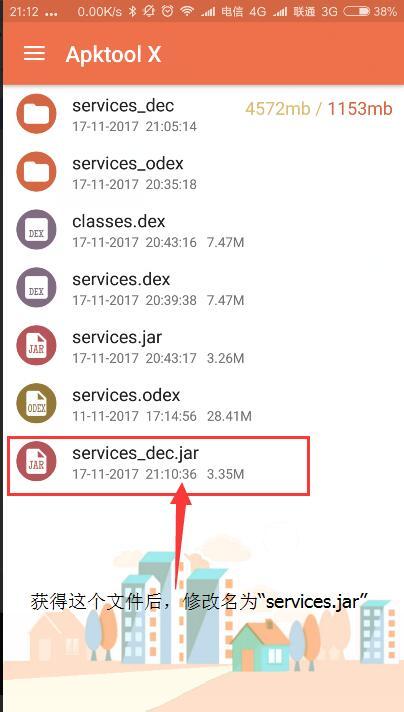 21:12 ... 0.00K/s 电信 4G 联通 3G 38%
Apktool X
services_dec 4572mb / 1153mb
17-11-2017 21:05:14
services_odex
17-11-2017 20:35:18
classes.dex
DEX
17-11-2017 20:43:16 7.47M
services.dex
DEX
17-11-2017 20:39:38 7.47M
services.jar
JAR
17-11-2017 20:43:17 3.26M
services.odex
ODEX
11-11-2017 17:14:56 28.41M
services_dec.jar
JAR
17-11-2017 21:10:36 3.35M
获得这个文件后，修改名为“services.jar”